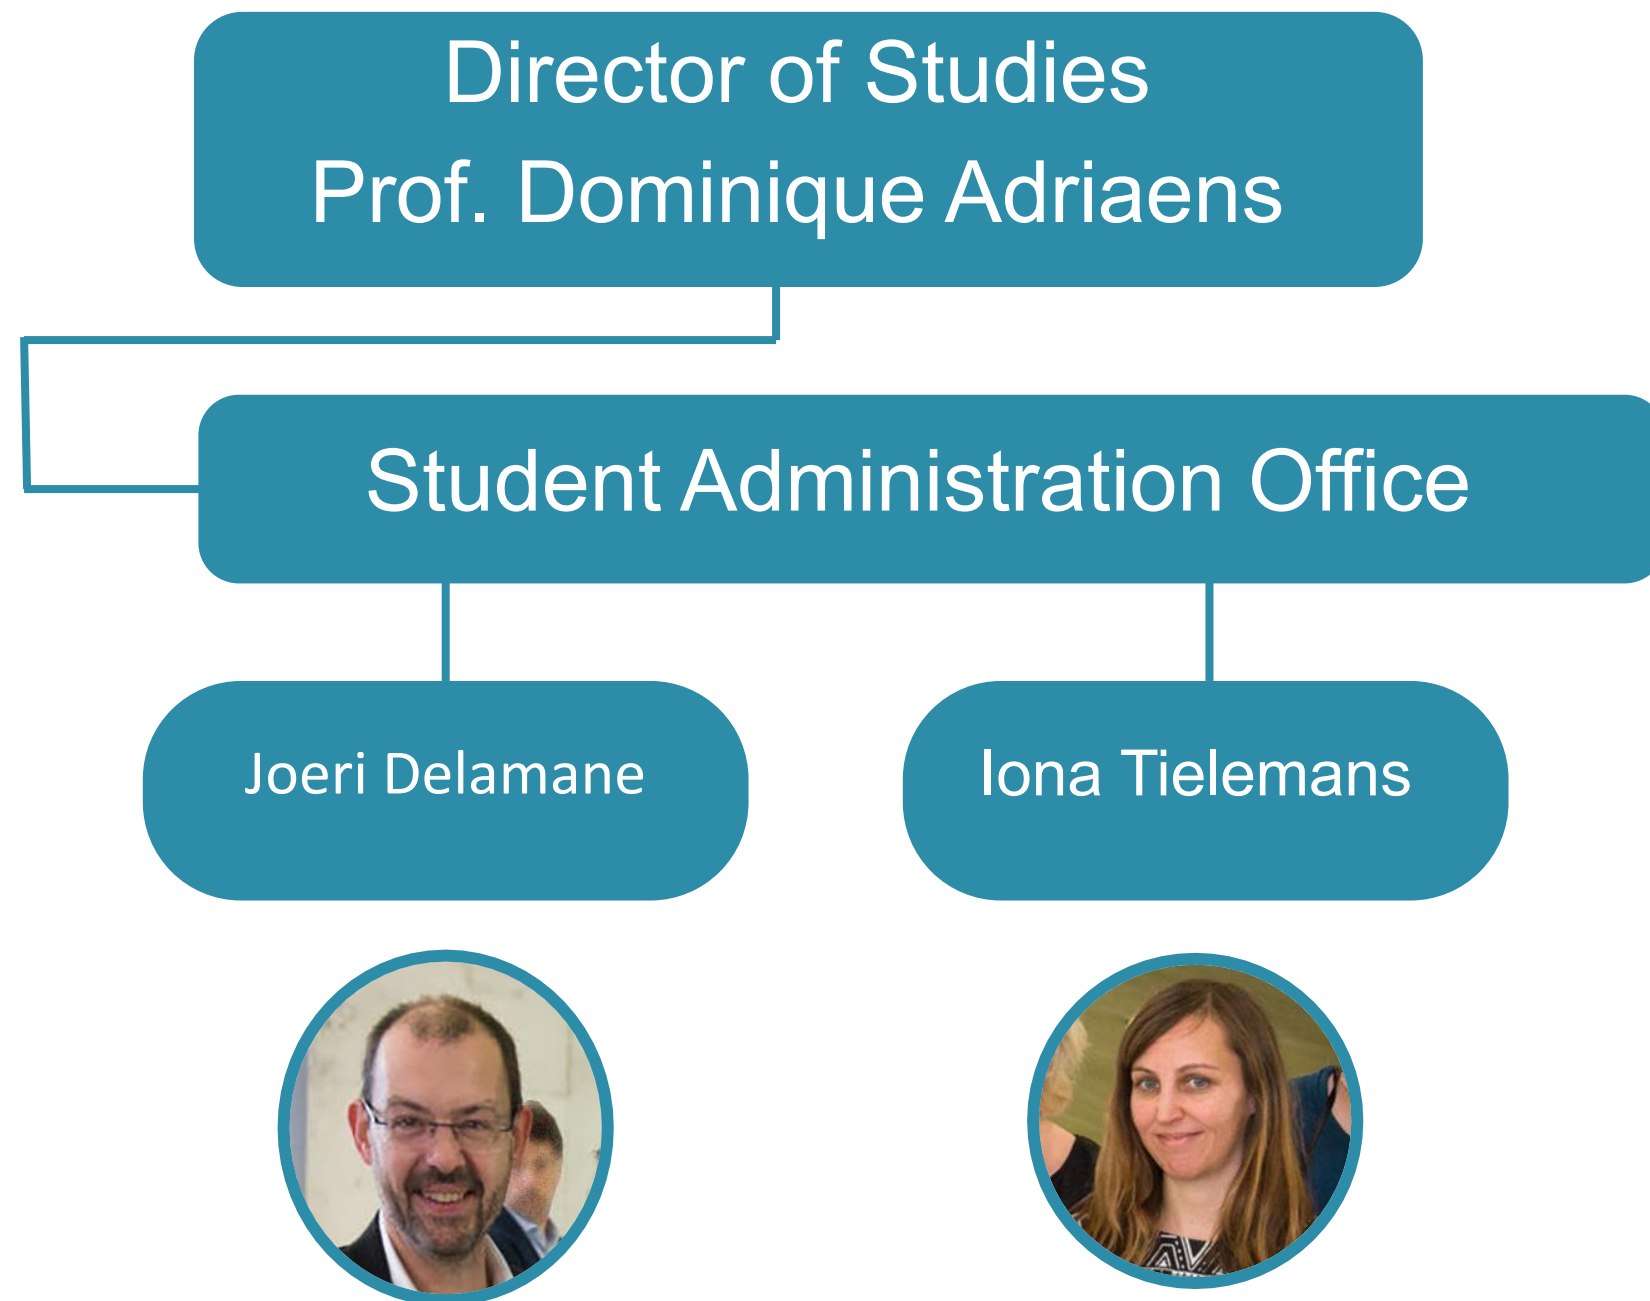 Director of Studies
Prof. Dominique Adriaens
Student Administration Office
Joeri Delamane
Iona Tielemans